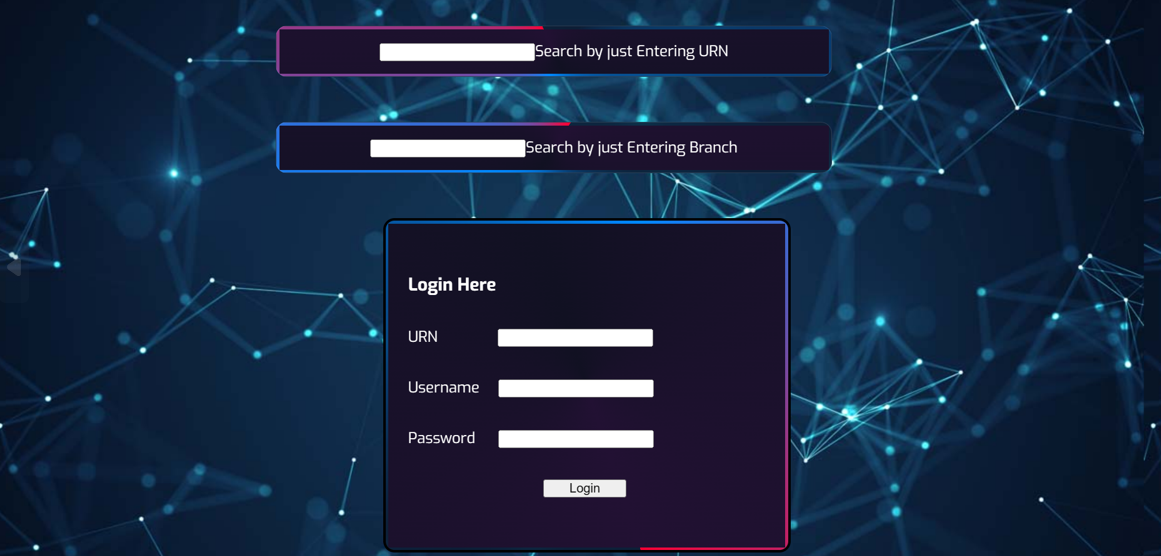 Search by just Entering URN
Search by just Entering Branch
Login Here
URN
Username
Password
Login